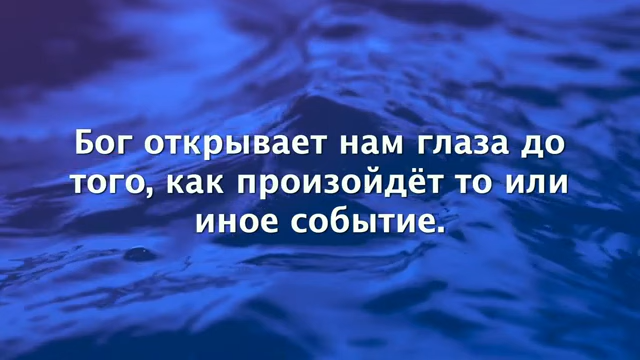 Бог открывает нам глаза до
того, как произойдёт то или
иное событие.